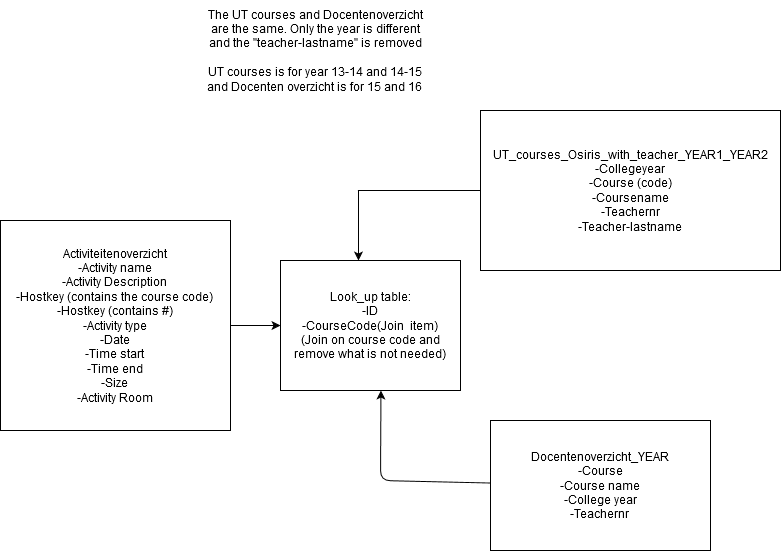 The UT courses and Docentenoverzicht
are the same. Only the year is different
and the "teacher-lastname" is removed
UT courses is for year 13-14 and 14-15
and Docenten overzicht is for 15 and 16
UT_courses_Osiris_with_teacher_YEAR1_YEAR2
-Collegeyear
-Course (code)
-Coursename
-Teachernr
-Teacher-lastname
Activiteitenoverzicht
-Activity name
-Activity Description
-Hostkey (contains the course code)
-Hostkey (contains #)
-Activity type
-Date
-Time start
-Time end
-Size
-Activity Room
Look_up table:
-ID
-CourseCode(Join item)
(Join on course code and
remove what is not needed)
Docentenoverzicht_YEAR
-Course
-Course name
-College year
-Teachernr